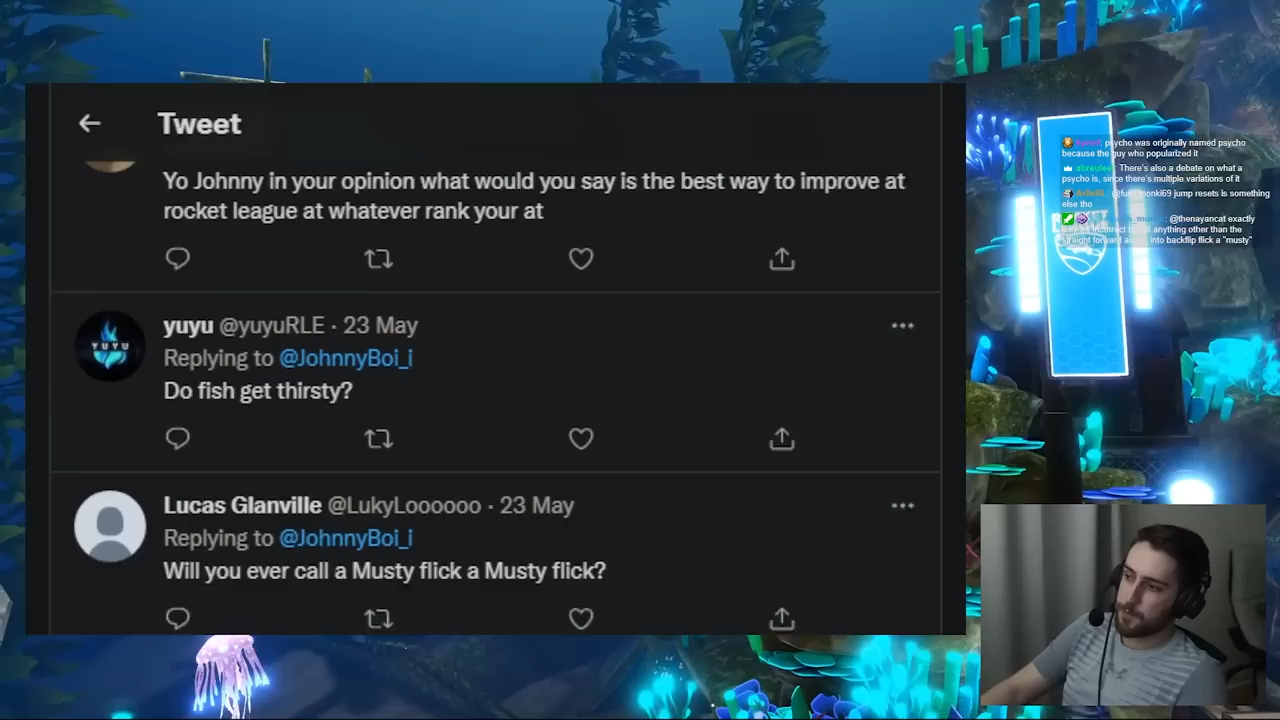 Tweet
Yo Johnny in your opinion what would you say is the best way to improve at
rocket league at whatever rank your at
yuyu @yuyuRLE · 23 May
Replying to @JohnnyBoi_i
Do fish get thirsty?
YUYU
Lucas Glanville @LukyLoooooo · 23 May
Replying to @JohnnyBoi_i
Will you ever call a Musty flick a Musty flick?
psycho was originally named psycho
because the guy who popularized it
abreulee: There's also a debate on what a
psycho is, since there's multiple variations of it
jump resets is something
else tho
@thenayancat exactly
incorrect to call anything other than the
straight forward into backflip flick a "musty"